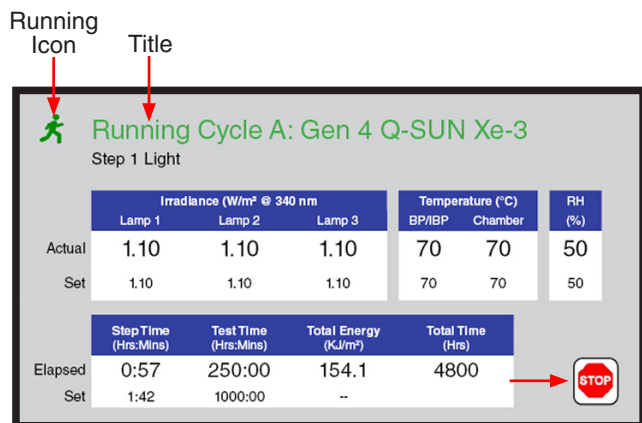 Running
Icon
Title
Running Cycle A: Gen 4 Q-SUN Xe-3
Step 1 Light
Irradiance (W/m² @ 340 nm
Temperature (°C)
RH
Lamp 1 Lamp 2 Lamp 3
BP/IBP Chamber
(%)
Actual 1.10 1.10 1.10 70 70 50
Set 1.10 1.10 1.10 70 70 50
Step Time Test Time Total Energy Total Time
(Hrs:Mins) (Hrs:Mins) (KJ/m²) (Hrs)
Elapsed 0:57 250:00 154.1 4800
STOP
Set 1:42 1000:00 --